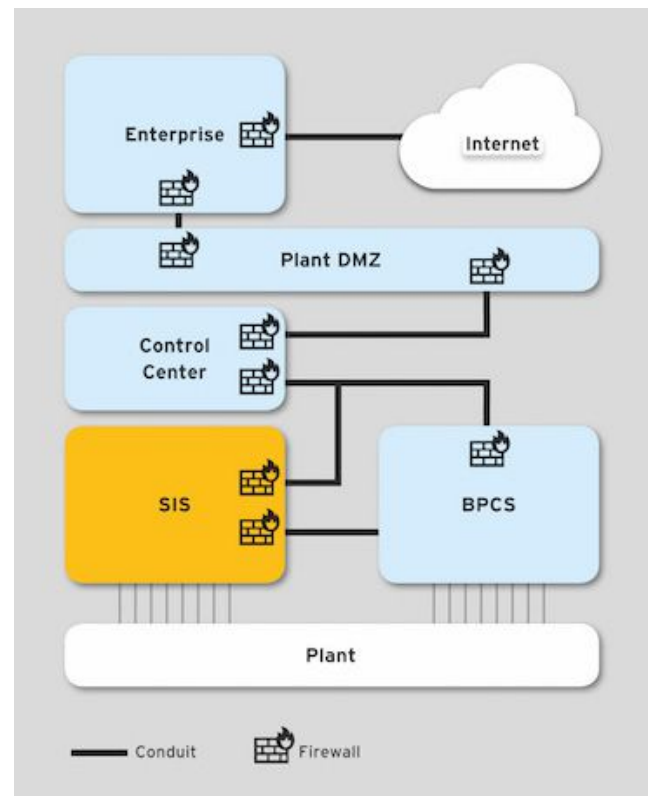 Enterprise
Internet
Plant DMZ
Control
Center
SIS
BPCS
Plant
Conduit
Firewall